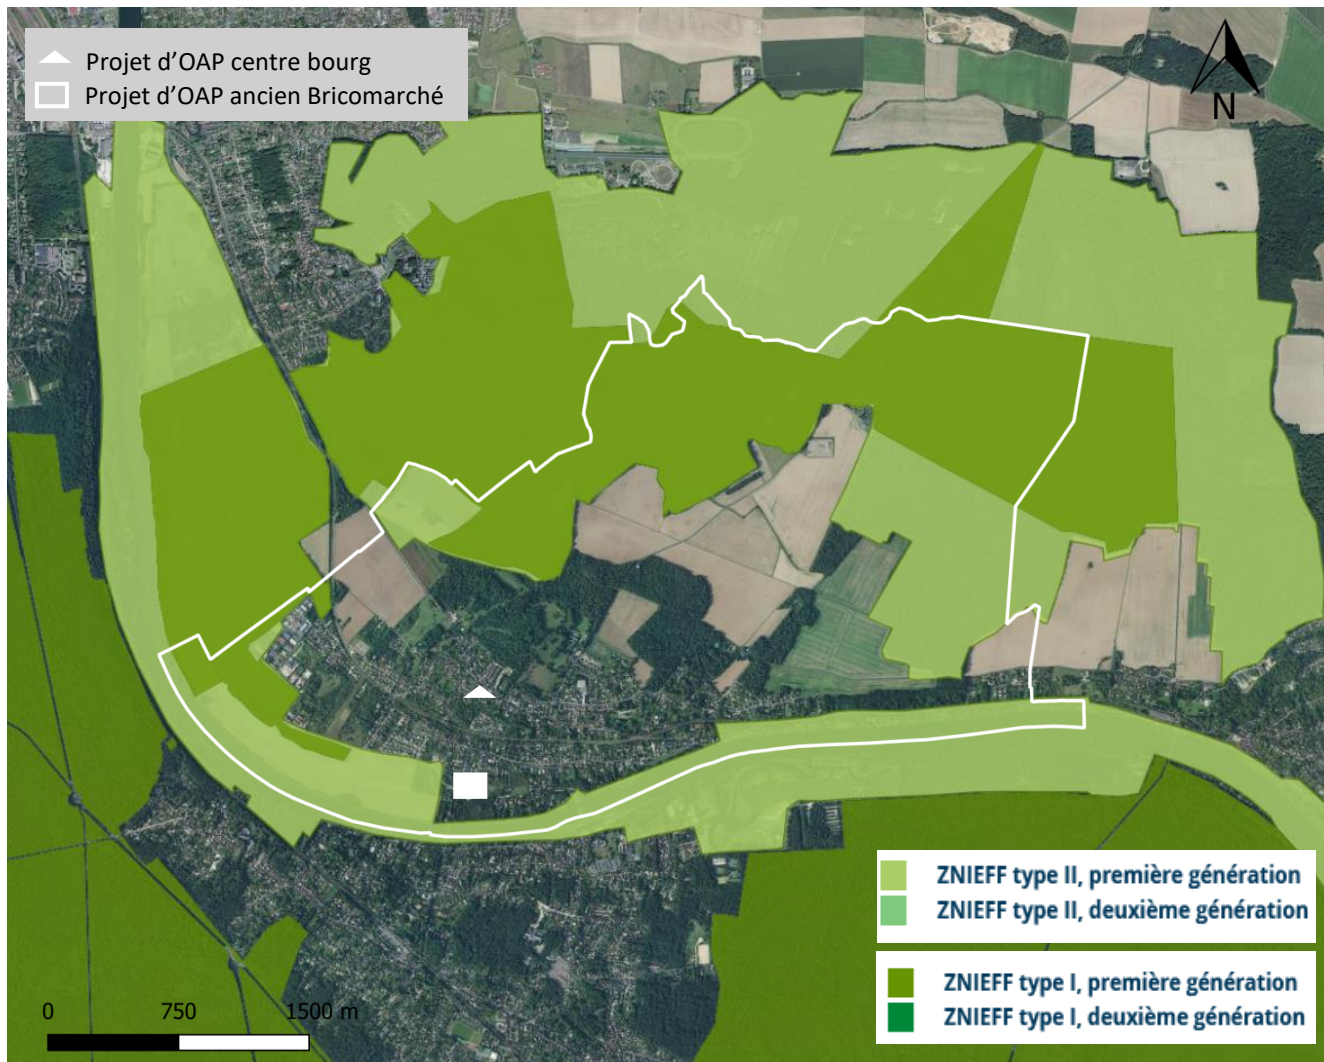 Projet d’OAP centre bourg
Projet d’OAP ancien Bricomarché
N
ZNIEFF type II, première génération
ZNIEFF type II, deuxième génération
ZNIEFF type I, première génération
ZNIEFF type I, deuxième génération
0 750 1500 m